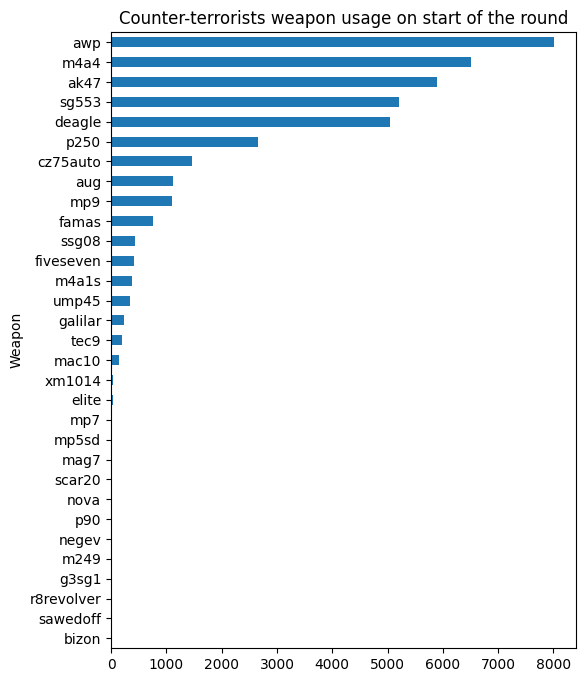 Counter-terrorists weapon usage on start of the round
awp
m4a4
ak47
sg553
deagle
p250
cz75auto
aug
mp9
famas
ssg08
fiveseven
m4a1s
ump45
galilar
tec9
mac10
xm1014
elite
mp7
mp5sd
mag7
scar20
nova
p90
negev
m249
g3sg1
r8revolver
sawedoff
bizon
Weapon
0 1000 2000 3000 4000 5000 6000 7000 8000